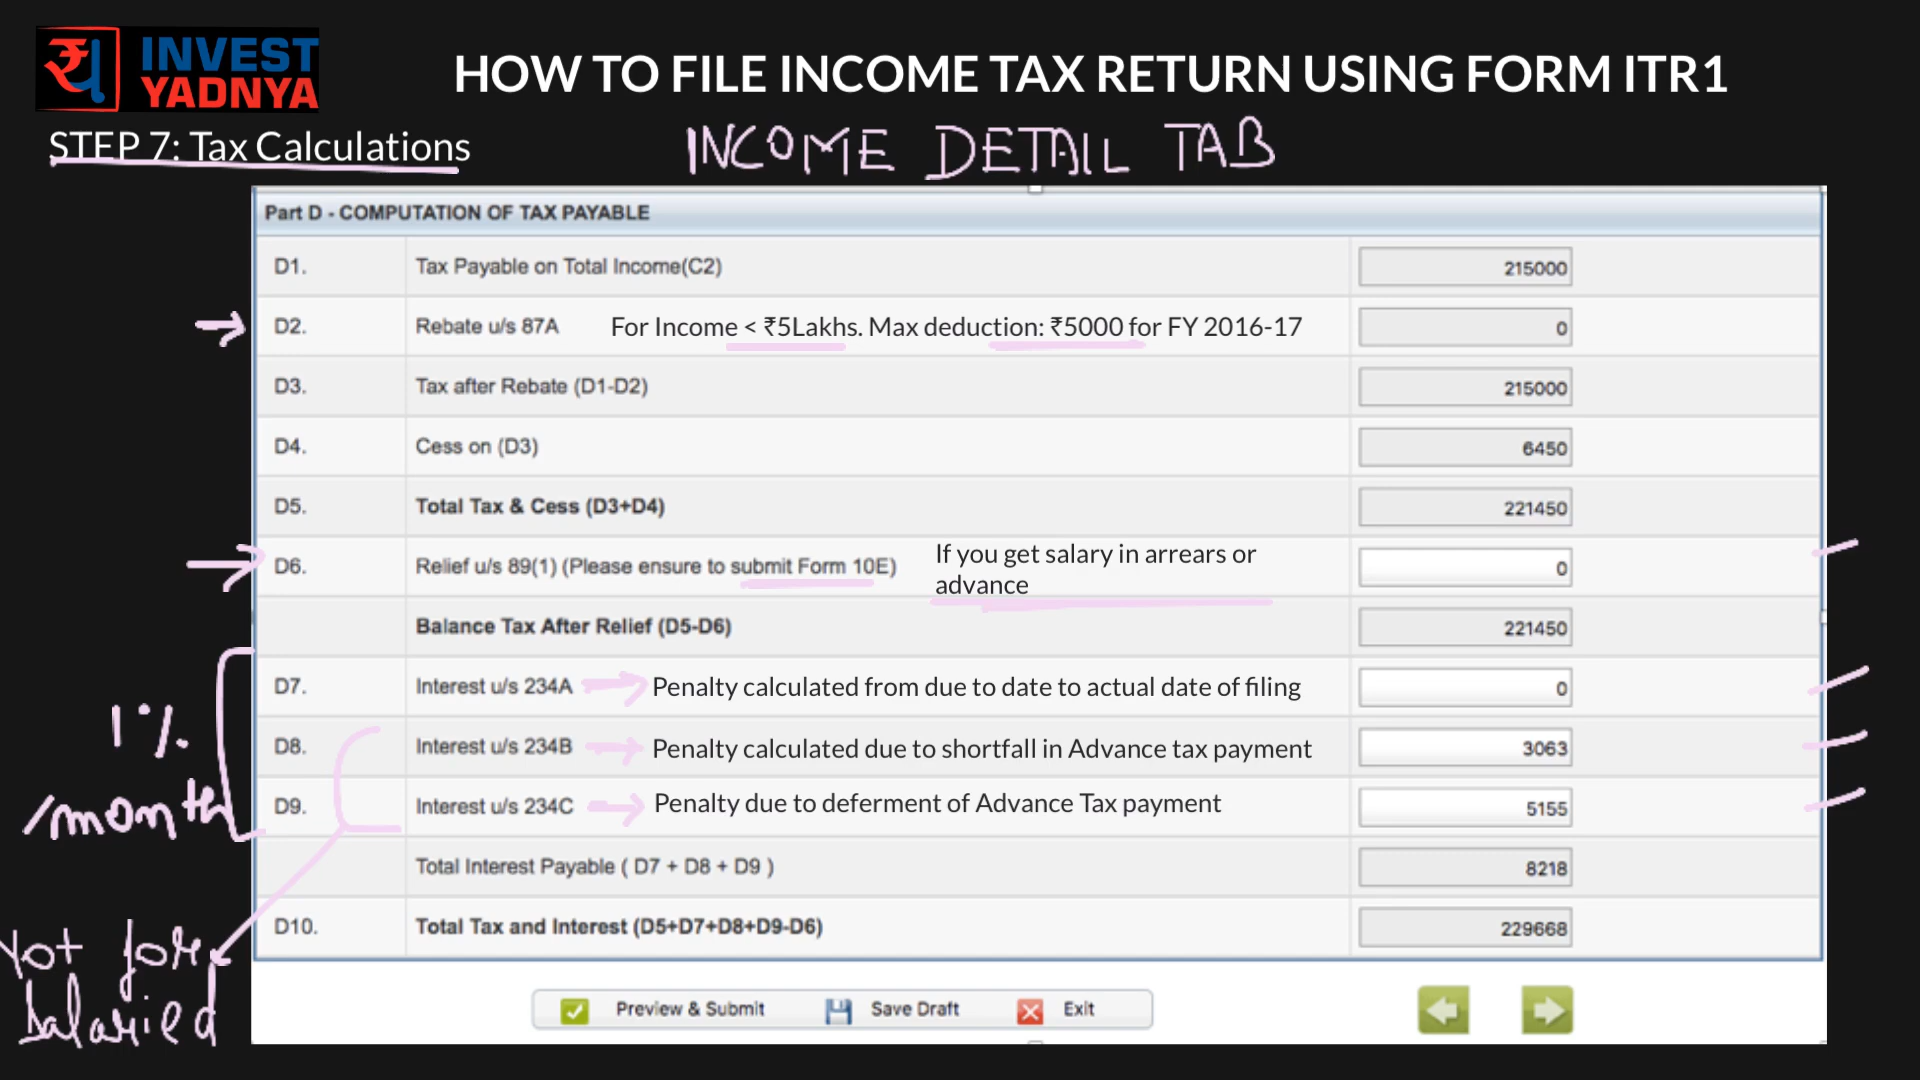 INVEST
YADNYA
HOW TO FILE INCOME TAX RETURN USING FORM ITR1
STEP 7: Tax Calculations
INCOME DETAIL TAB
Part D - COMPUTATION OF TAX PAYABLE
D1. Tax Payable on Total Income(C2) 215000
D2. Rebate u/s 87A For Income < ₹5Lakhs. Max deduction: ₹5000 for FY 2016-17 0
D3. Tax after Rebate (D1-D2) 215000
D4. Cess on (D3) 6450
D5. Total Tax & Cess (D3+D4) 221450
D6. Relief u/s 89(1) (Please ensure to submit Form 10E) If you get salary in arrears or
advance 0
Balance Tax After Relief (D5-D6) 221450
D7. Interest u/s 234A Penalty calculated from due to date to actual date of filing 0
D8. Interest u/s 234B Penalty calculated due to shortfall in Advance tax payment 3063
D9. Interest u/s 234C Penalty due to deferment of Advance Tax payment 5155
1%
/month
Total Interest Payable ( D7 + D8 + D9 ) 8218
D10. Total Tax and Interest (D5+D7+D8+D9-D6) 229668
Not for
Salaried
Preview & Submit Save Draft Exit